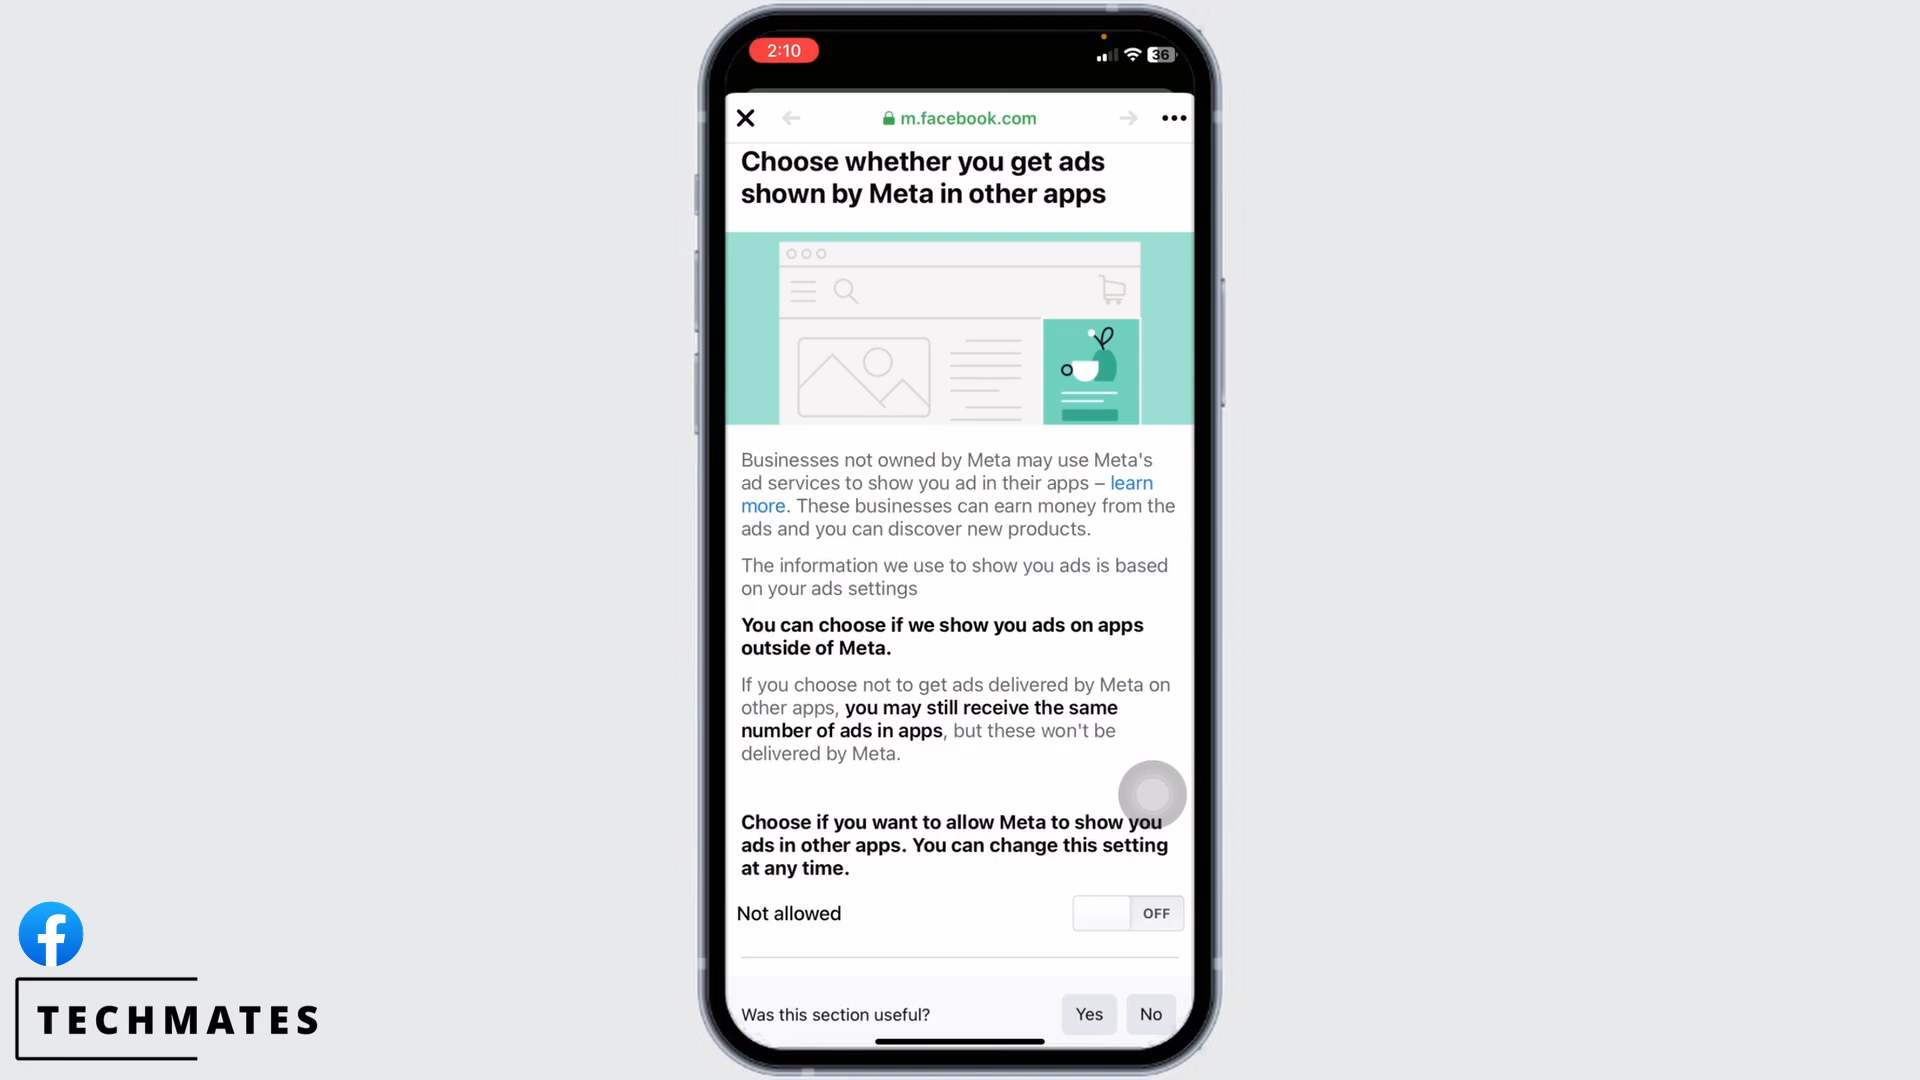 2:10
36
m.facebook.com
Choose whether you get ads
shown by Meta in other apps
Businesses not owned by Meta may use Meta's
ad services to show you ad in their apps – learn
more. These businesses can earn money from the
ads and you can discover new products.
The information we use to show you ads is based
on your ads settings
You can choose if we show you ads on apps
outside of Meta.
If you choose not to get ads delivered by Meta on
other apps, you may still receive the same
number of ads in apps, but these won't be
delivered by Meta.
Choose if you want to allow Meta to show you
ads in other apps. You can change this setting
at any time.
Not allowed
OFF
Was this section useful?
Yes
No
TECHMATES